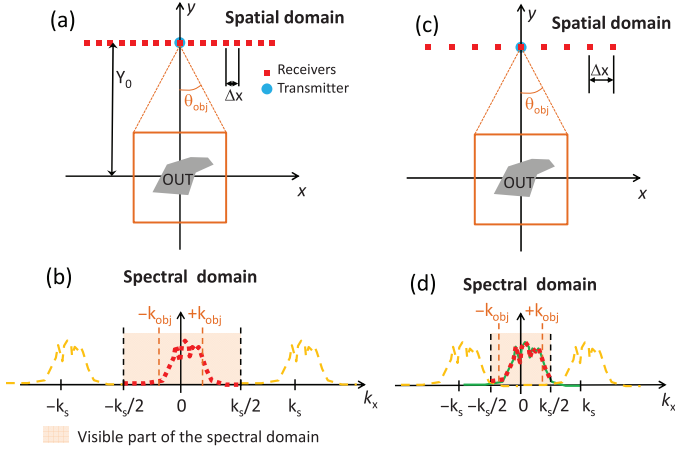 (a)
y
Spatial domain
Y₀
Δx
θobj
Receivers
Transmitter
OUT
x
(b)
Spectral domain
−kobj
+kobj
−ks
−ks/2
0
ks/2
ks
kx
Visible part of the spectral domain
(c)
y
Spatial domain
Δx
θobj
OUT
x
(d)
Spectral domain
−kobj
+kobj
−ks
−ks/2
0
ks/2
ks
kx